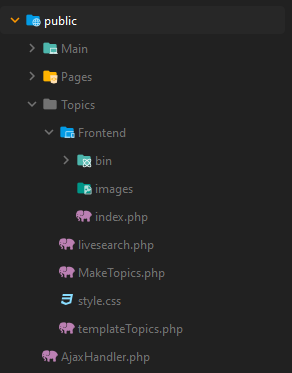 public
Main
Pages
Topics
Frontend
bin
images
index.php
livesearch.php
MakeTopics.php
style.css
templateTopics.php
AjaxHandler.php